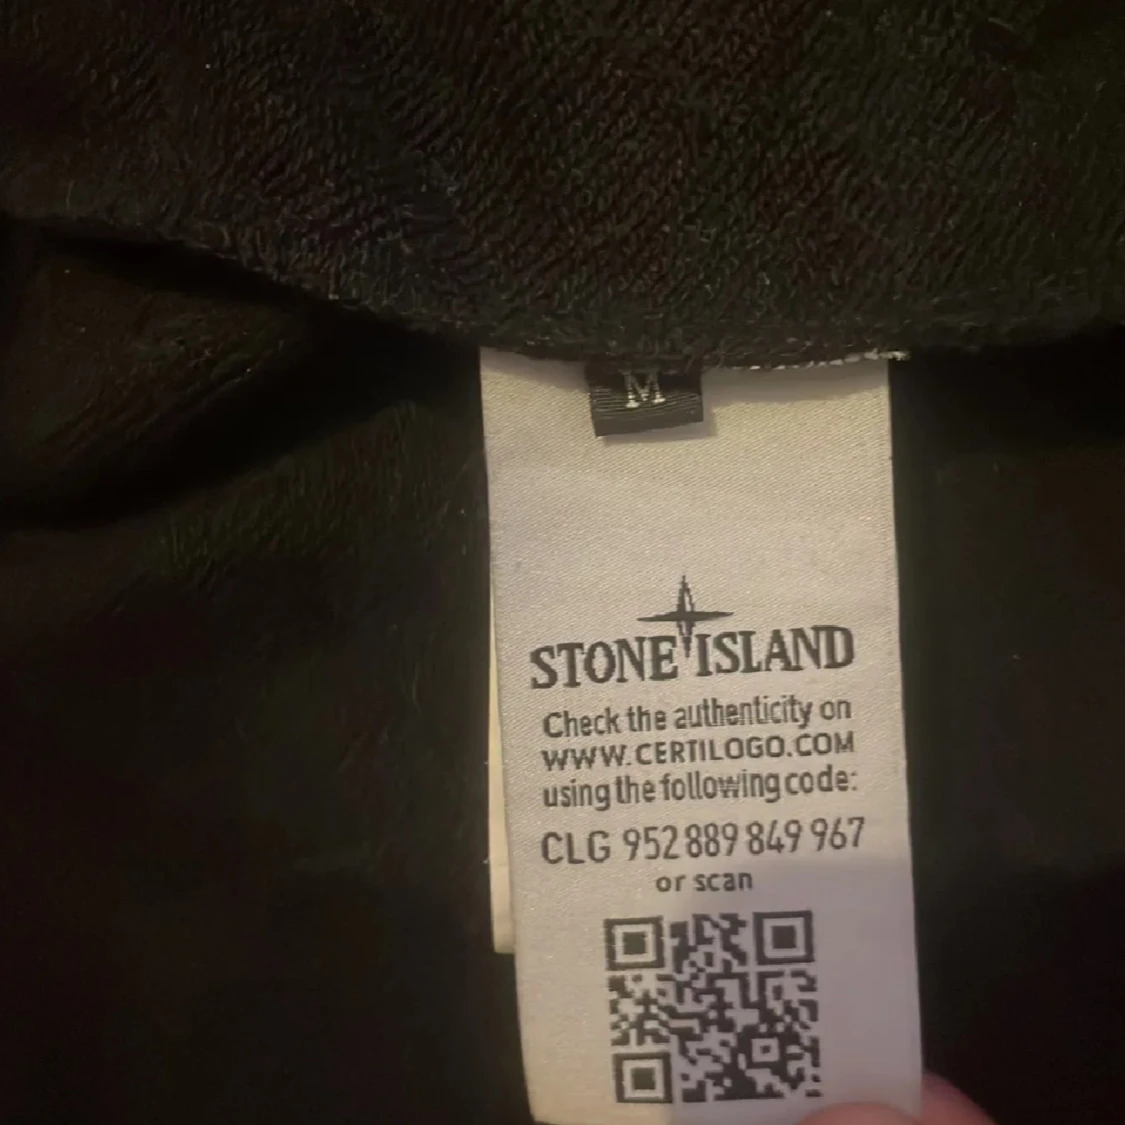 M
STONE ISLAND
Check the authenticity on
WWW.CERTILOGO.COM
using the following code:
CLG 952 889 849 967
or scan